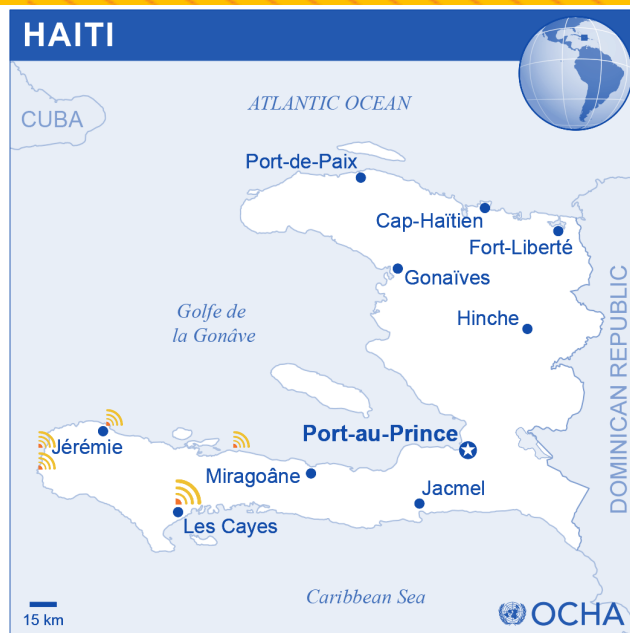 HAITI
CUBA
ATLANTIC OCEAN
Port-de-Paix
Cap-Haïtien
Fort-Liberté
Gonaïves
Golfe de
la Gonâve
Hinche
DOMINICAN REPUBLIC
Port-au-Prince
Jérémie
Miragoâne
Jacmel
Les Cayes
Caribbean Sea
15 km
OCHA